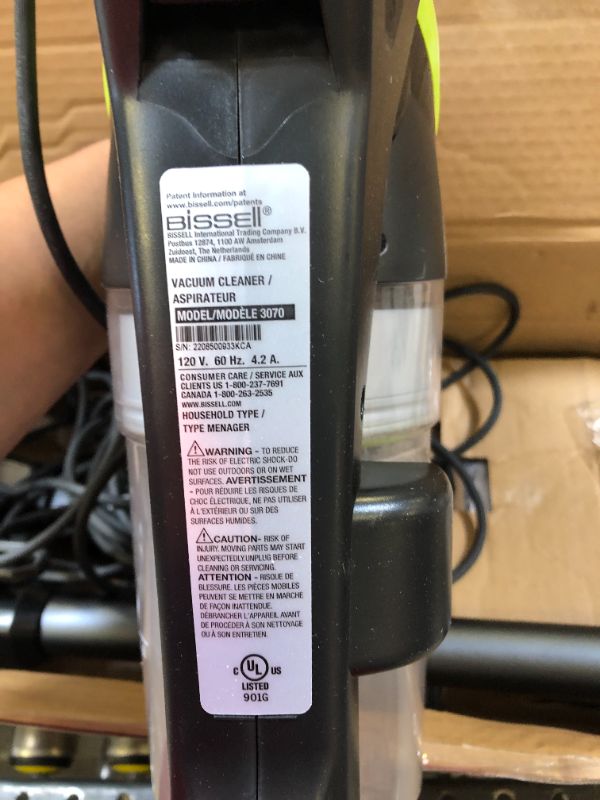 Patent Information at
www.bissell.com/patents
BISSELL®
BISSELL International Trading Company B.V.
Postbus 12874, 1100 AW Amsterdam
Zuidoost, The Netherlands
MADE IN CHINA / FABRIQUÉ EN CHINE
VACUUM CLEANER /
ASPIRATEUR
MODEL/MODÈLE 3070
S/N: 2208500933KCA
120 V. 60 Hz. 4.2 A.
CONSUMER CARE / SERVICE AUX
CLIENTS US 1-800-237-7691
CANADA 1-800-263-2535
WWW.BISSELL.COM
HOUSEHOLD TYPE /
TYPE MENAGER
WARNING - TO REDUCE
THE RISK OF ELECTRIC SHOCK-DO
NOT USE OUTDOORS OR ON WET
SURFACES. AVERTISSEMENT
- POUR RÉDUIRE LES RISQUES DE
CHOC ÉLECTRIQUE, NE PAS UTILISER
À L'EXTÉRIEUR OU SUR DES
SURFACES HUMIDES.
CAUTION- RISK OF
INJURY. MOVING PARTS MAY START
UNEXPECTEDLY.UNPLUG BEFORE
CLEANING OR SERVICING.
ATTENTION - RISQUE DE
BLESSURE. LES PIÈCES MOBILES
PEUVENT SE METTRE EN MARCHE
DE FAÇON INATTENDUE.
DÉBRANCHER L'APPAREIL AVANT
DE PROCÉDER À SON NETTOYAGE
OU À SON ENTRETIEN.
C UL US
LISTED
901G